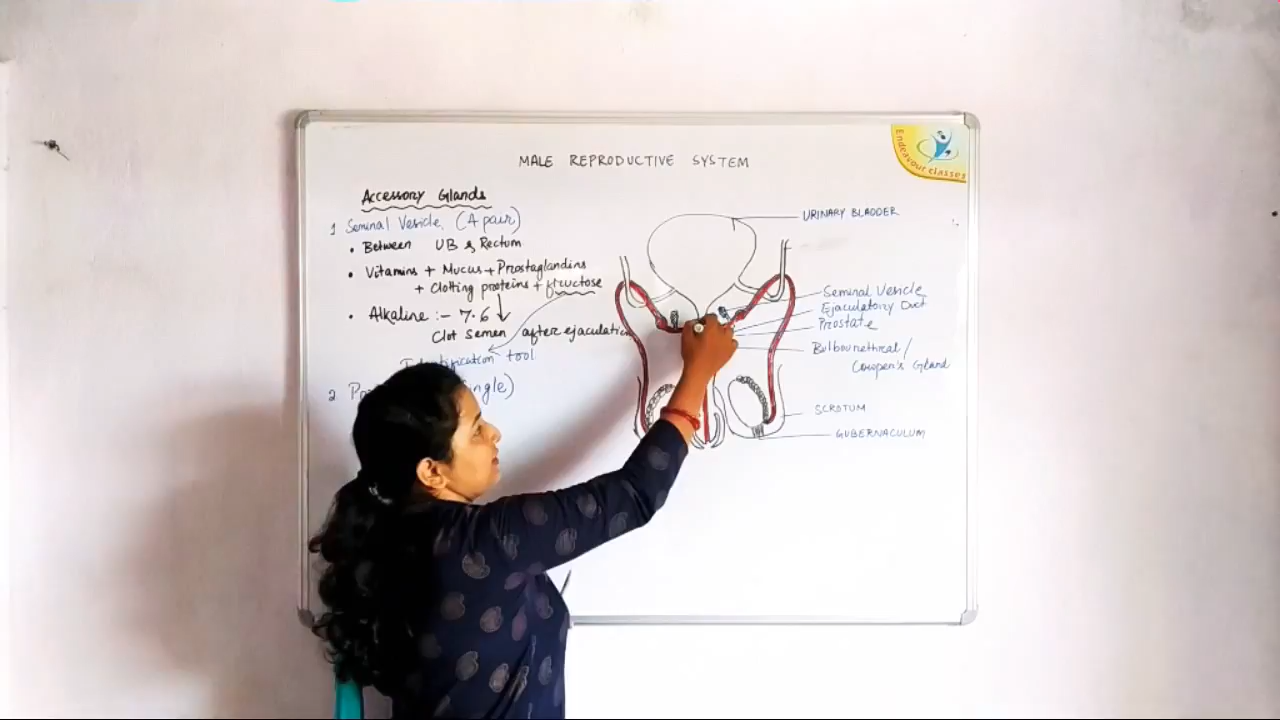 MALE REPRODUCTIVE SYSTEM
Endeavour classes
Accessory Glands
1 Seminal Vesicle (A pair)
• Between UB & Rectum
• Vitamins + Mucus + Prostaglandins
+ Clotting proteins + fructose
• Alkaline :- 7.6
Clot Semen after ejaculation
Identification tool
2
URINARY BLADDER
Seminal Vesicle
Ejaculatory Duct
Prostate
Bulbourethreal /
Cowper's Gland
SCROTUM
GUBERNACULUM